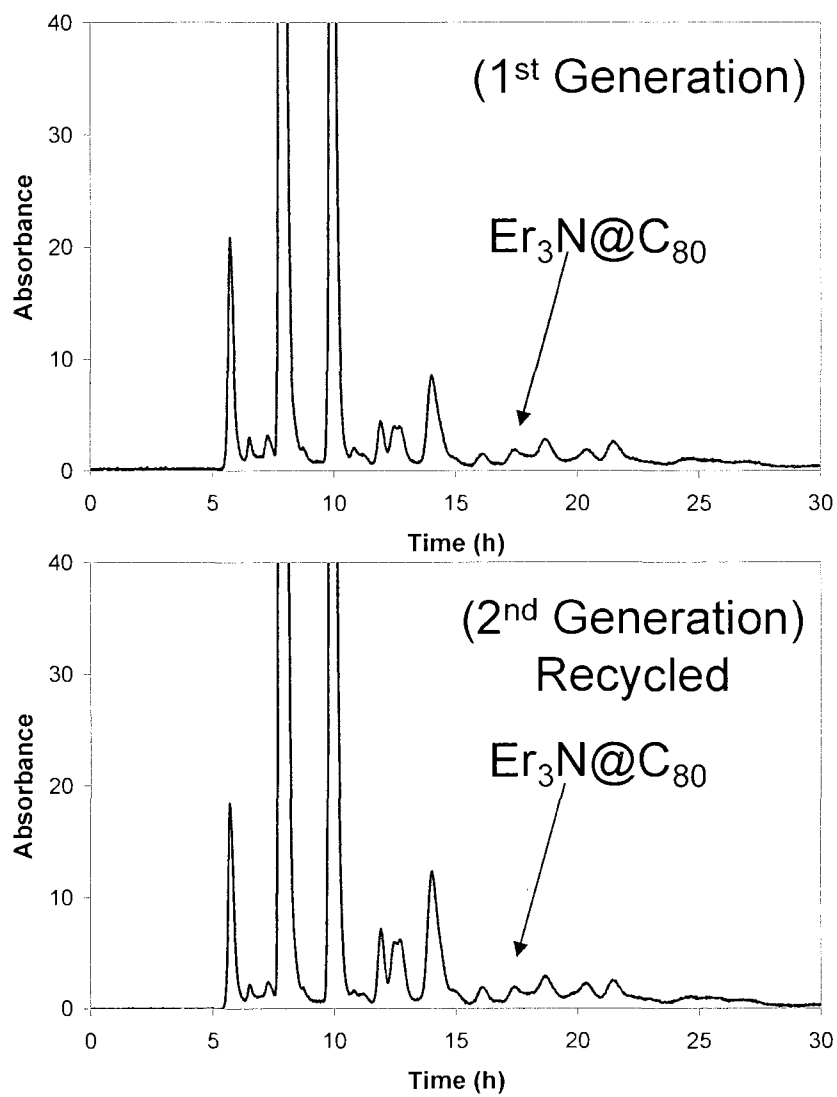 40
(1st Generation)
30
Er3N@C80
20
Absorbance
10
0
0 5 10 15 20 25 30
Time (h)
40
(2nd Generation)
Recycled
30
Er3N@C80
20
Absorbance
10
0
0 5 10 15 20 25 30
Time (h)